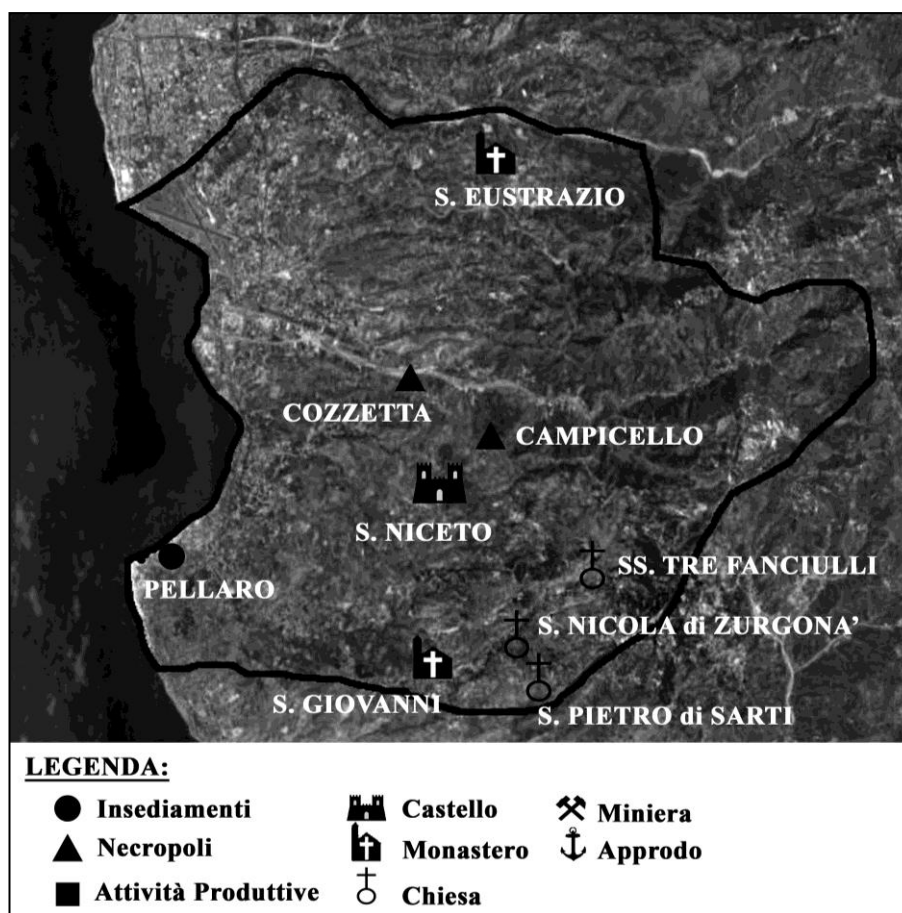 S. EUSTRAZIO
COZZETTA
CAMPICELLO
S. NICETO
SS. TRE FANCIULLI
PELLARO
S. NICOLA di ZURGONA'
S. GIOVANNI
S. PIETRO di SARTI
LEGENDA:
Insediamenti
Castello
Miniera
Necropoli
Monastero
Approdo
Attività Produttive
Chiesa